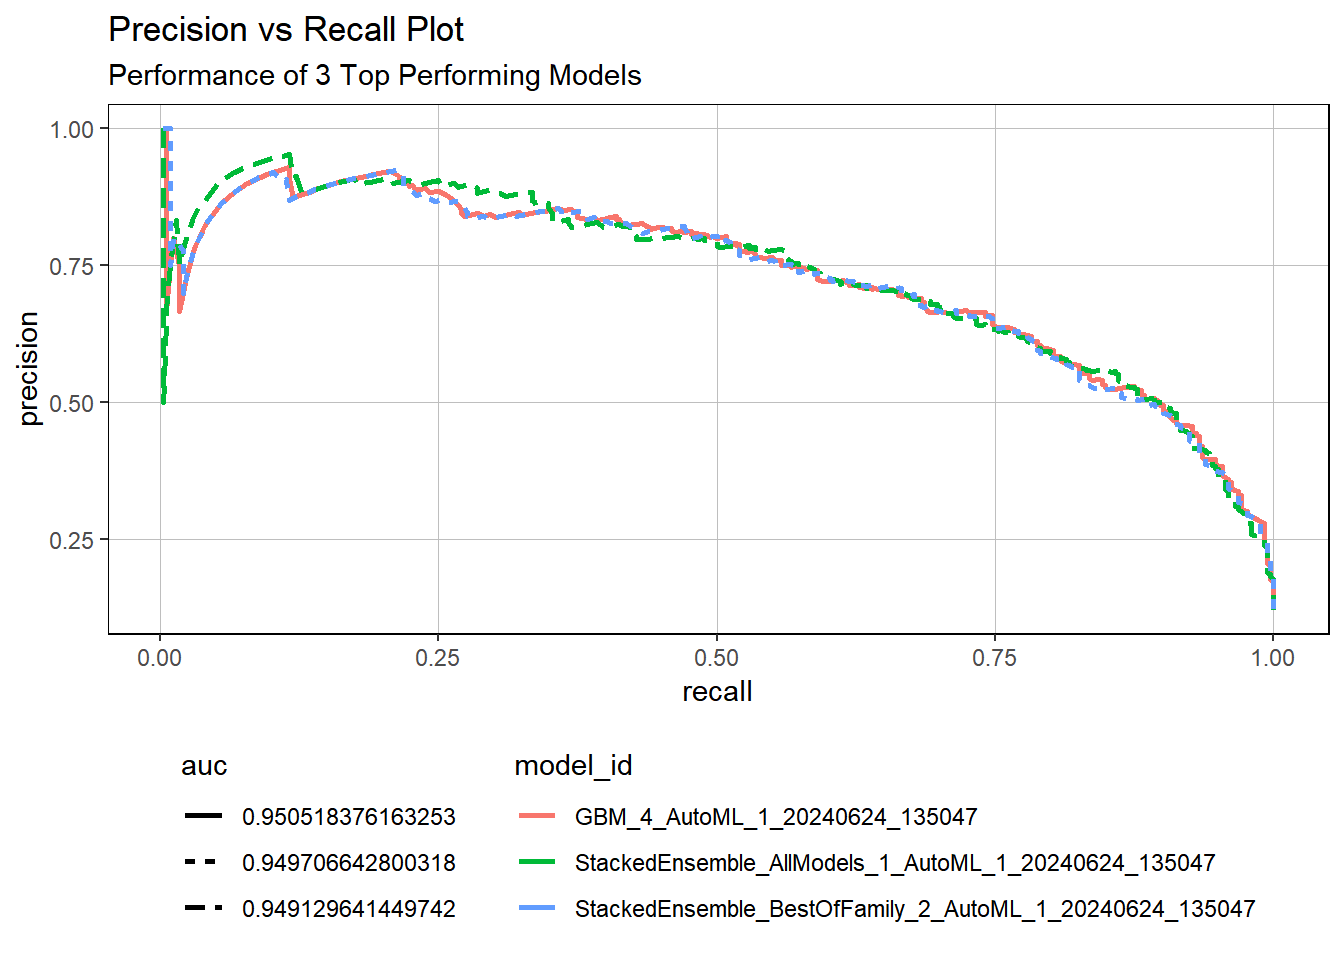 Precision vs Recall Plot
Performance of 3 Top Performing Models
precision
1.00
0.75
0.50
0.25
0.00 0.25 0.50 0.75 1.00
recall
auc
0.950518376163253
0.949706642800318
0.949129641449742
model_id
GBM_4_AutoML_1_20240624_135047
StackedEnsemble_AllModels_1_AutoML_1_20240624_135047
StackedEnsemble_BestOfFamily_2_AutoML_1_20240624_135047